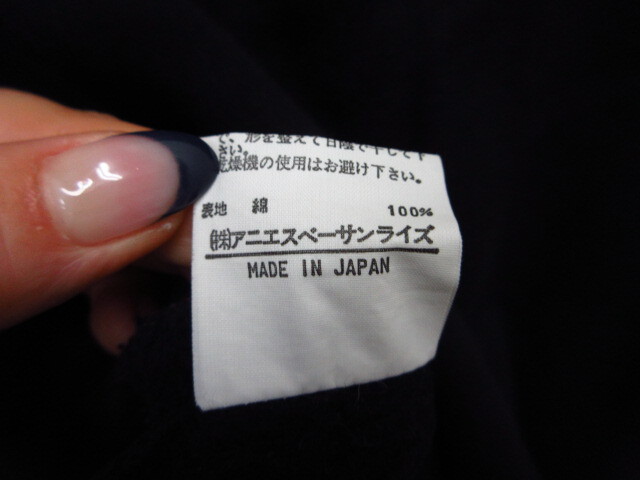 で、形を整えて日陰で干して下
さい。
乾燥機の使用はお避け下さい。
表地 綿 100%
㈱アニエスベーサンライズ
MADE IN JAPAN